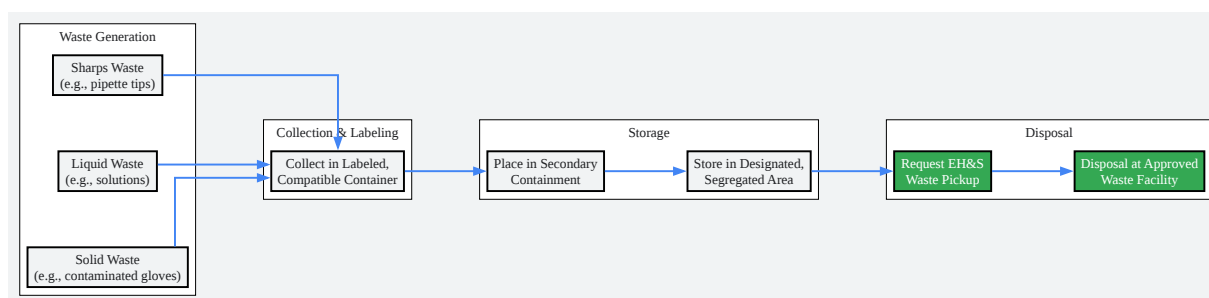 Waste Generation
Sharps Waste
(e.g., pipette tips)
Liquid Waste
(e.g., solutions)
Solid Waste
(e.g., contaminated gloves)
Collection & Labeling
Collect in Labeled,
Compatible Container
Storage
Place in Secondary
Containment
Store in Designated,
Segregated Area
Disposal
Request EH&S
Waste Pickup
Disposal at Approved
Waste Facility